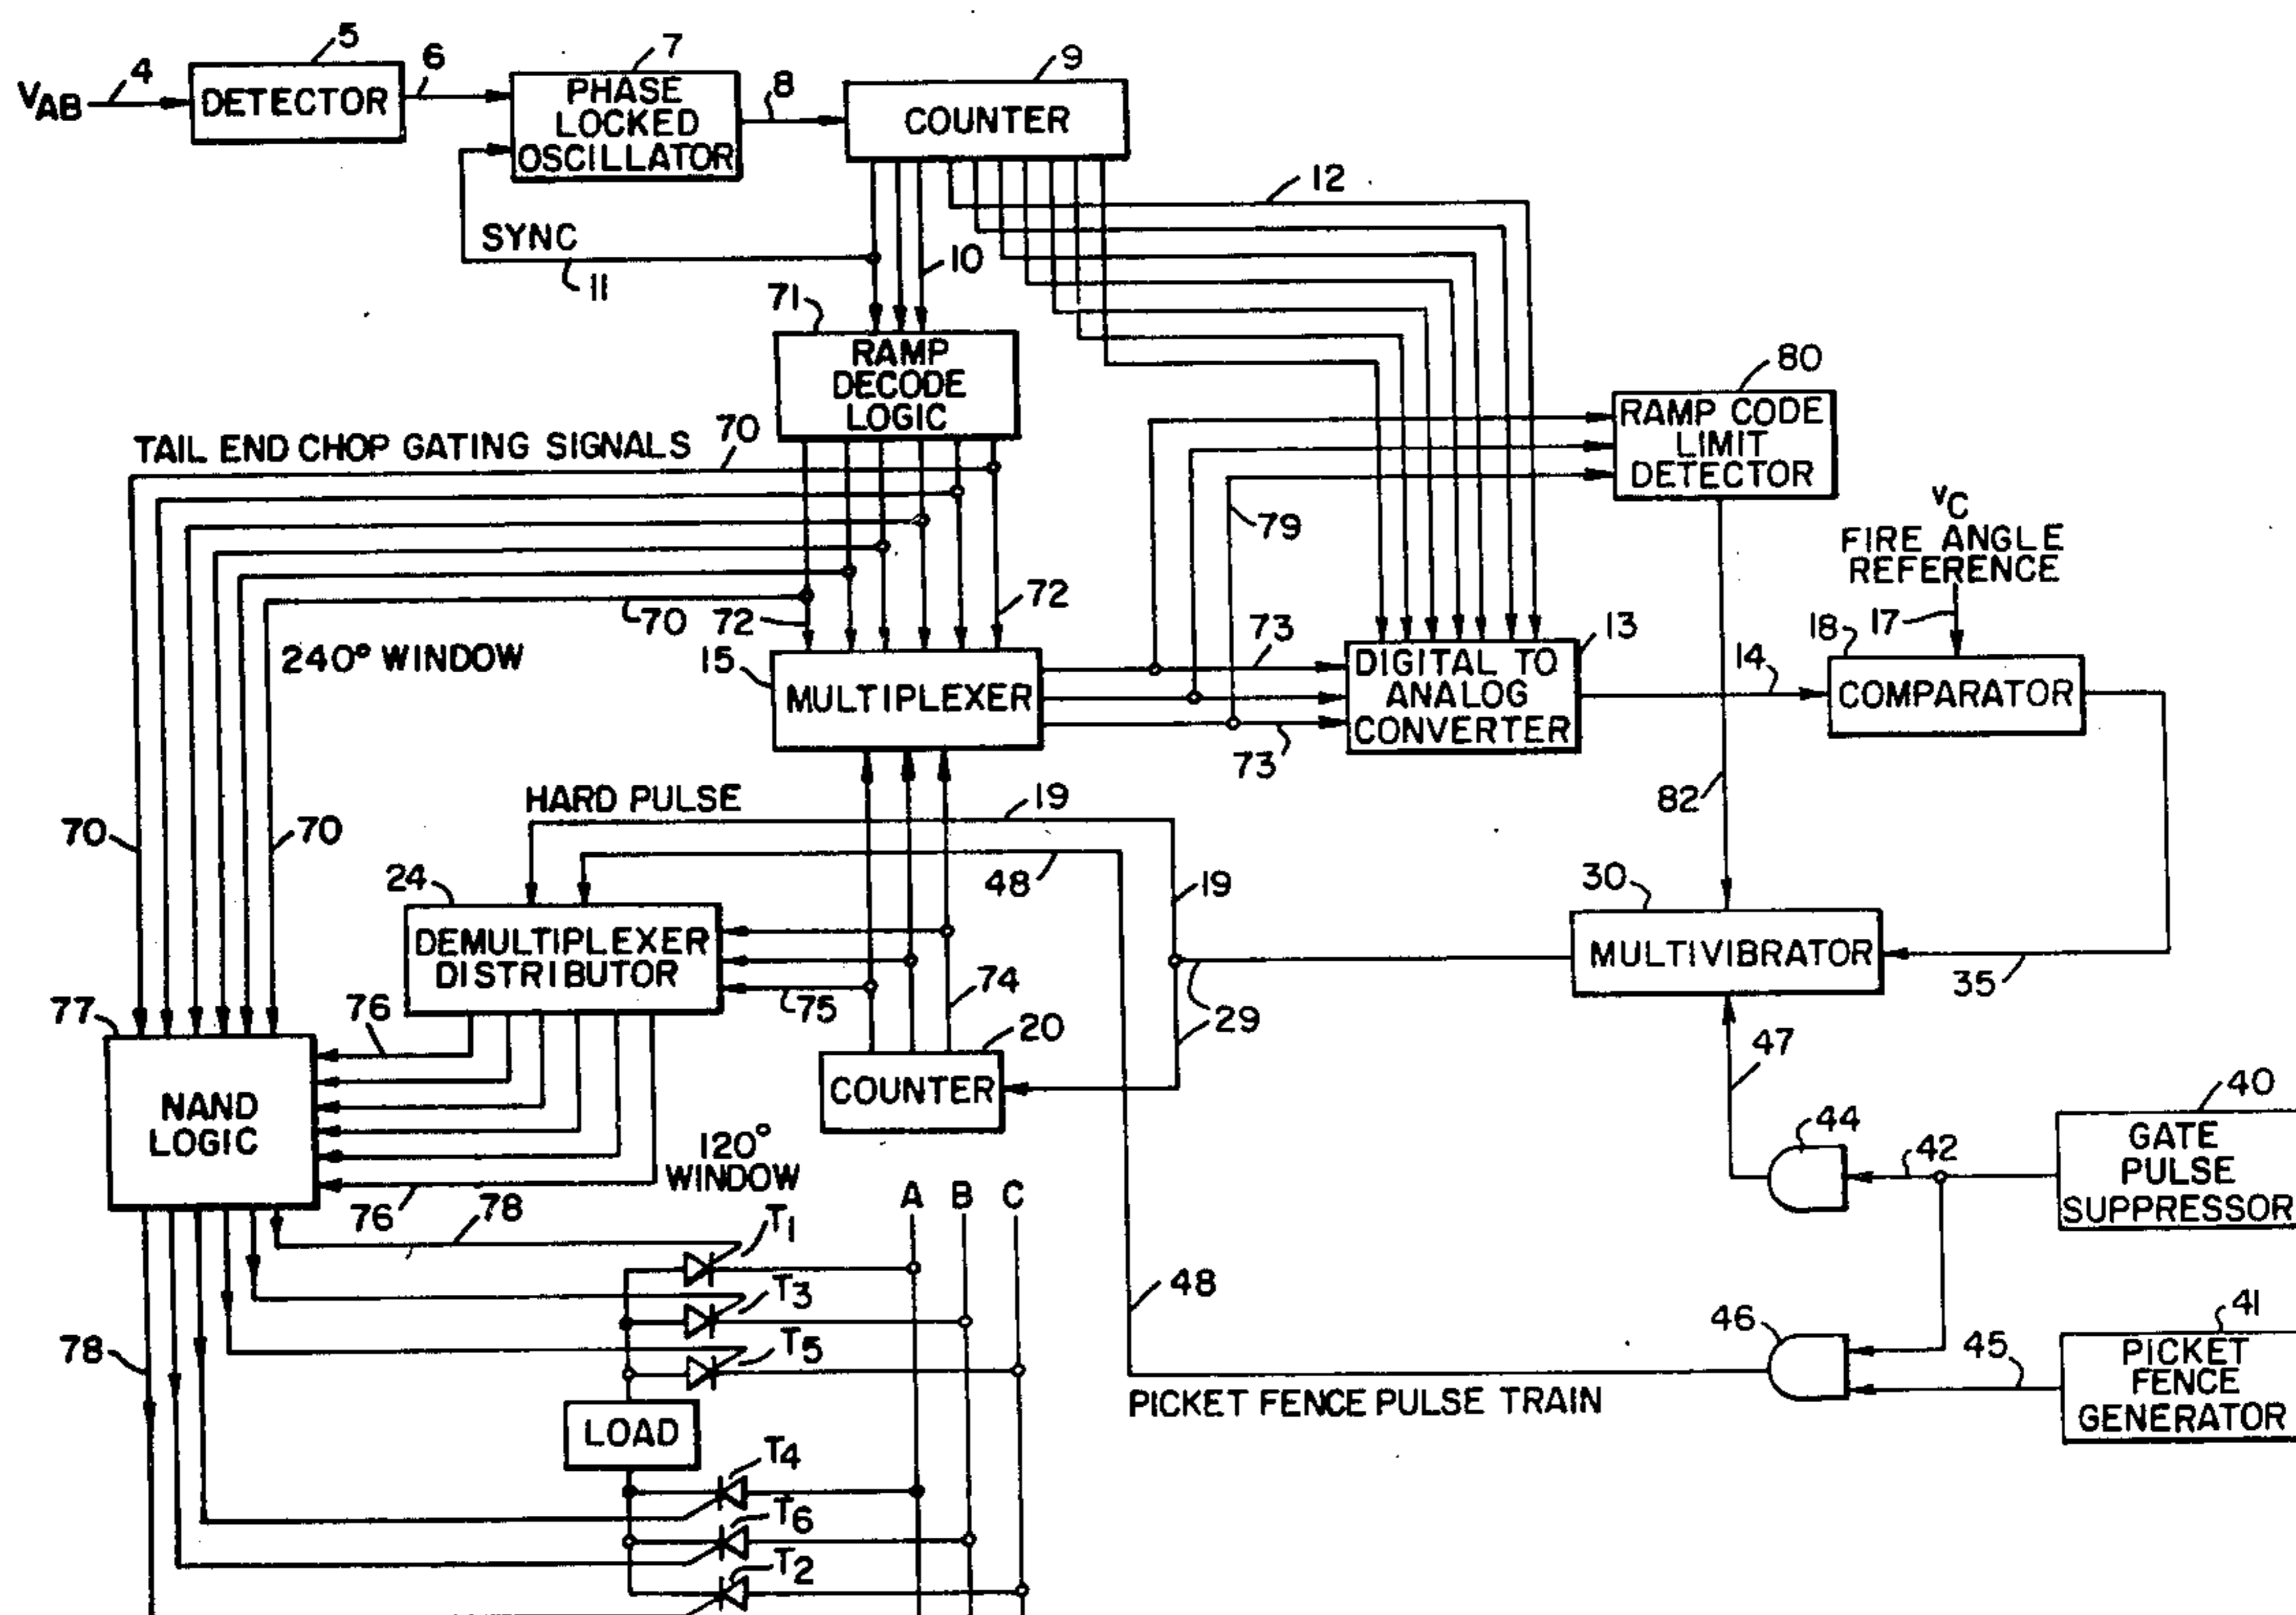 5
7
9
4
6
8
VAB
DETECTOR
PHASE
LOCKED
OSCILLATOR
COUNTER
12
SYNC
10
11
71
RAMP
DECODE
LOGIC
80
RAMP CODE
LIMIT
DETECTOR
TAIL END CHOP GATING SIGNALS
70
79
VC
FIRE ANGLE
REFERENCE
70
72
72
240° WINDOW
15
73
13
18
17
MULTIPLEXER
DIGITAL TO
ANALOG
CONVERTER
14
COMPARATOR
73
HARD PULSE
19
82
70
70
24
48
19
30
DEMULTIPLEXER
DISTRIBUTOR
MULTIVIBRATOR
35
74
75
29
77
76
20
47
COUNTER
40
NAND
LOGIC
120°
WINDOW
44
42
GATE
PULSE
SUPPRESSOR
76
78
A B C
T1
T3
48
46
41
78
T5
45
PICKET
FENCE
GENERATOR
PICKET FENCE PULSE TRAIN
LOAD
T4
T6
T2